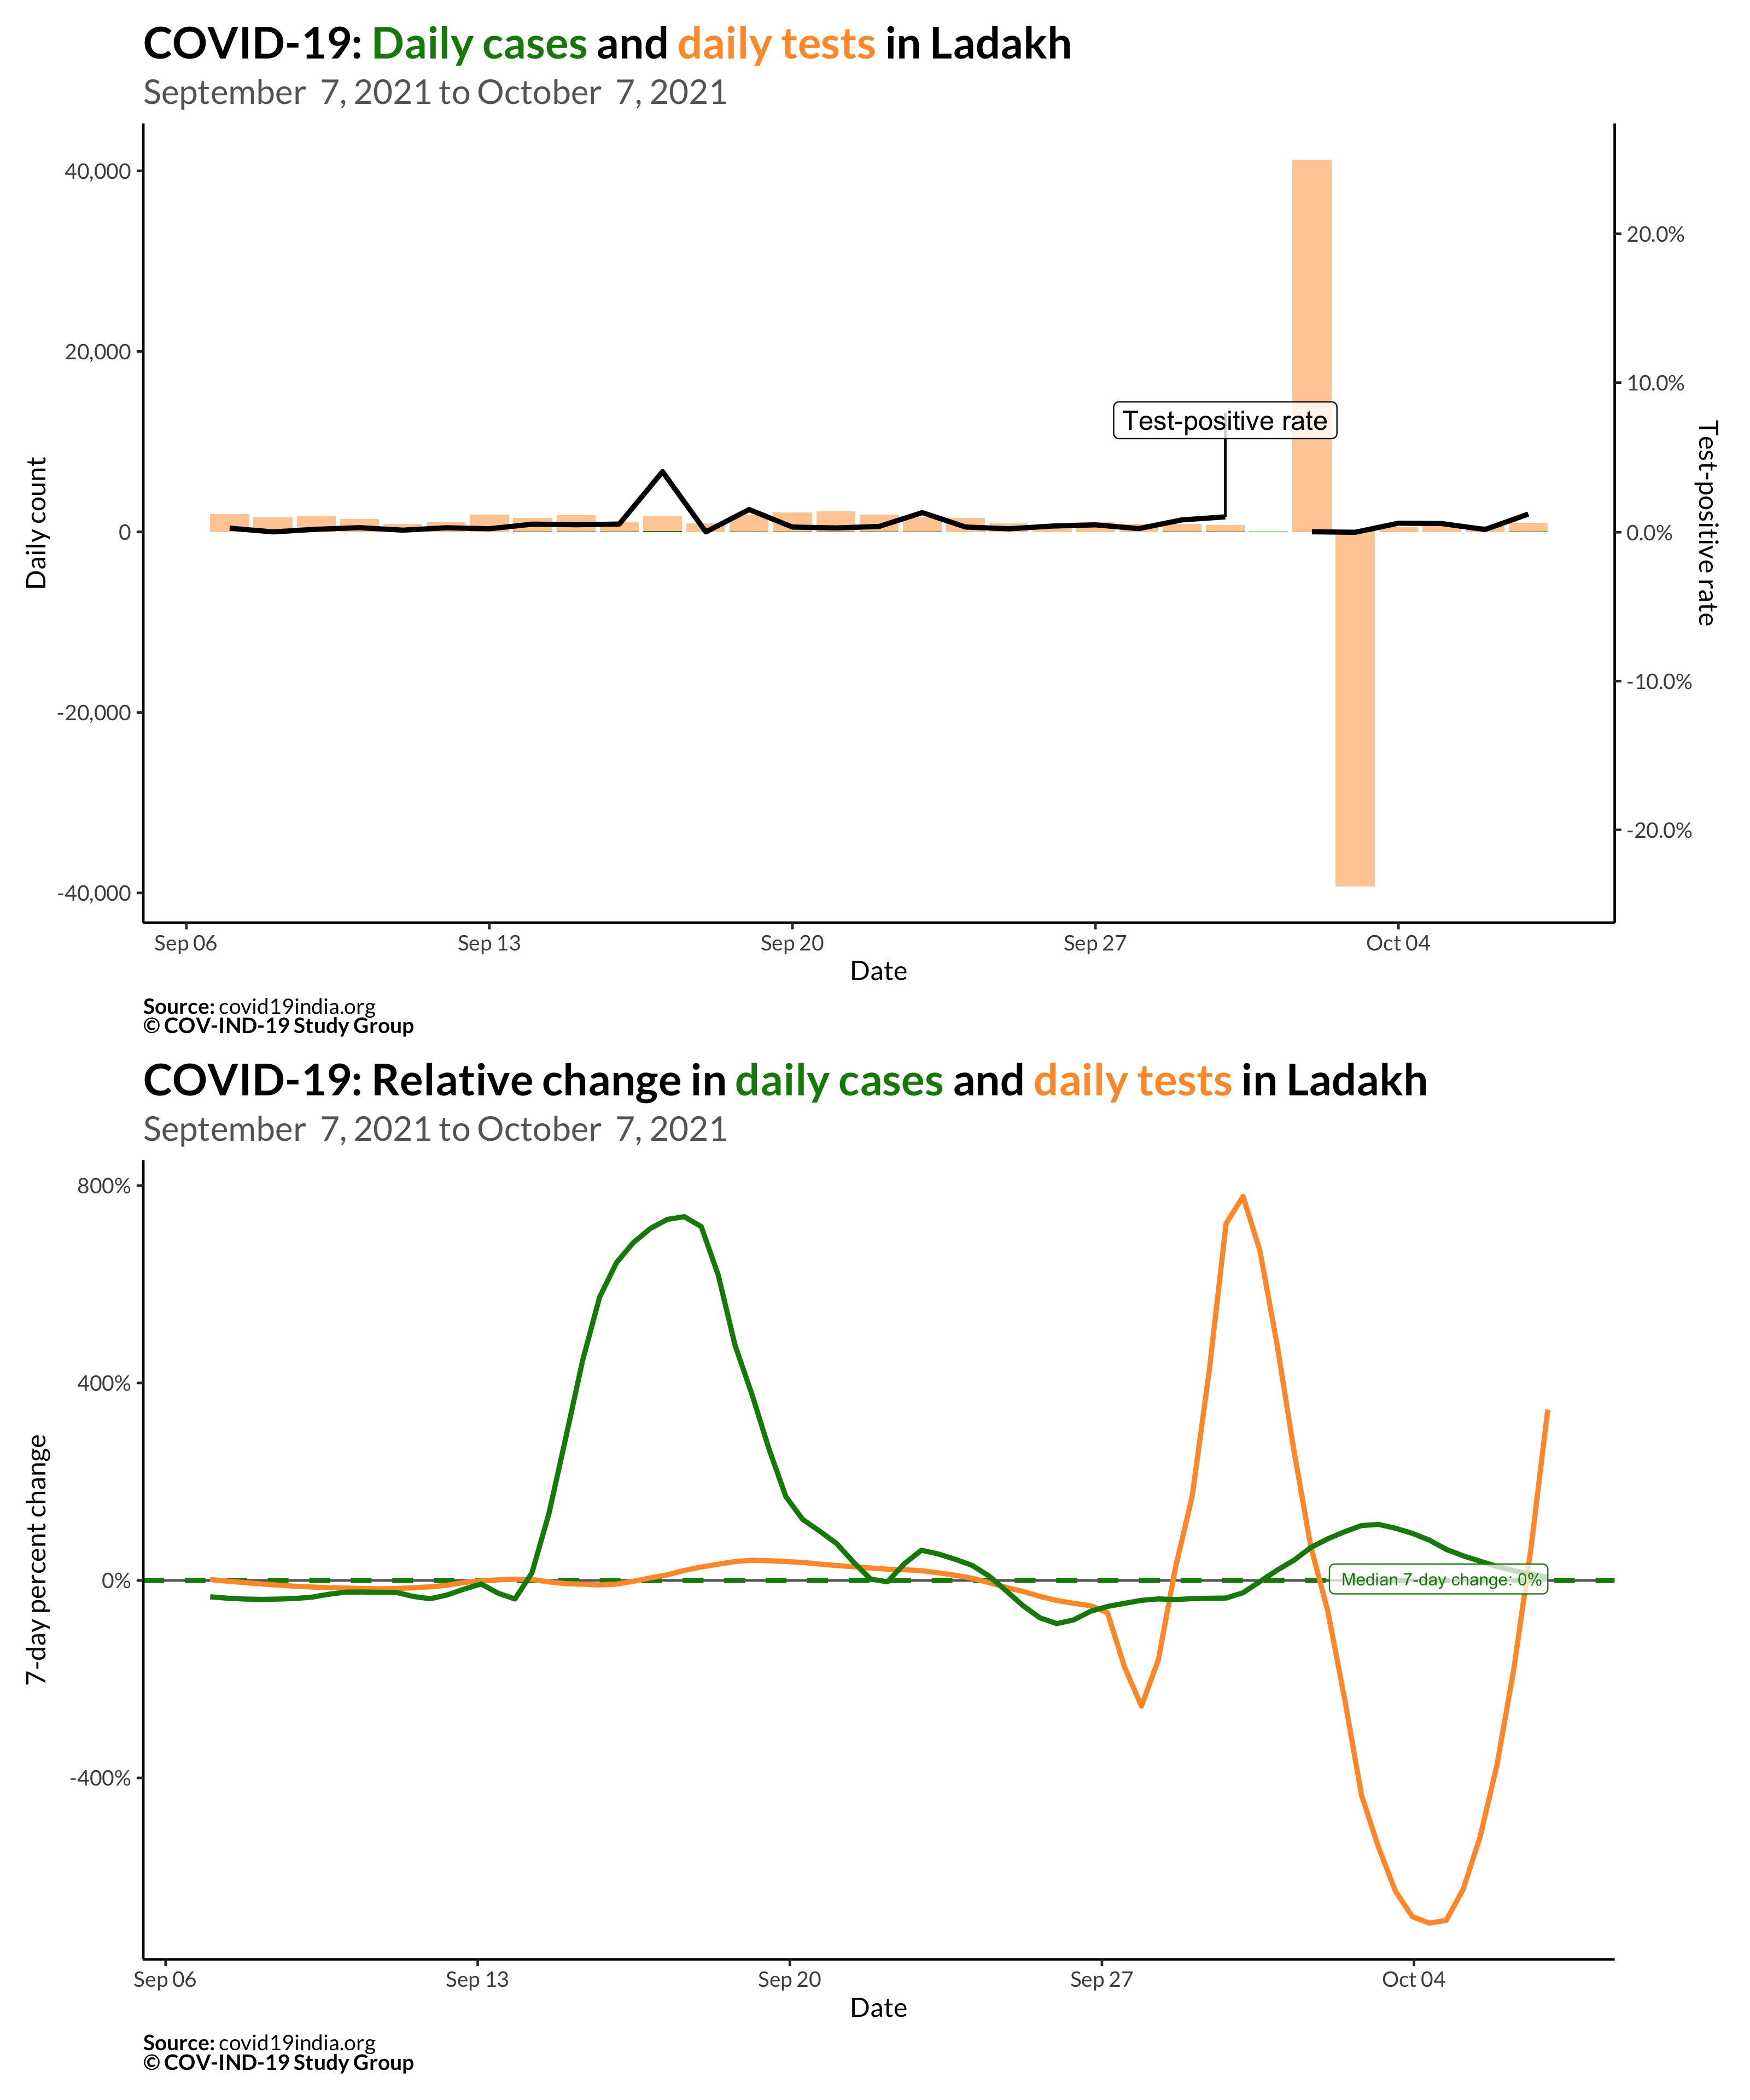 COVID-19: Daily cases and daily tests in Ladakh
September  7, 2021 to October  7, 2021
40,000
20,000
0
-20,000
-40,000
Daily count
20.0%
10.0%
0.0%
-10.0%
-20.0%
Test-positive rate
Test-positive rate
Sep 06
Sep 13
Sep 20
Sep 27
Oct 04
Date
Source: covid19india.org
© COV-IND-19 Study Group
COVID-19: Relative change in daily cases and daily tests in Ladakh
September  7, 2021 to October  7, 2021
800%
400%
0%
-400%
7-day percent change
Median 7-day change: 0%
Sep 06
Sep 13
Sep 20
Sep 27
Oct 04
Date
Source: covid19india.org
© COV-IND-19 Study Group